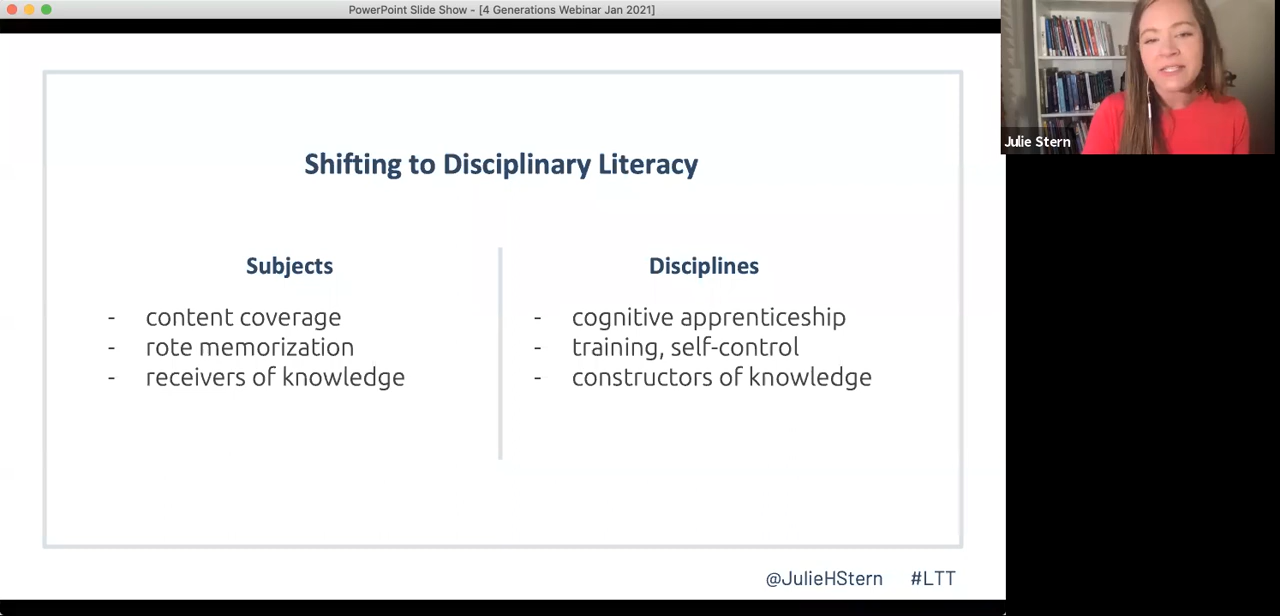 PowerPoint Slide Show - [4 Generations Webinar Jan 2021]
Julie Stern
Shifting to Disciplinary Literacy
Subjects
- content coverage
- rote memorization
- receivers of knowledge
Disciplines
- cognitive apprenticeship
- training, self-control
- constructors of knowledge
@JulieHStern #LTT